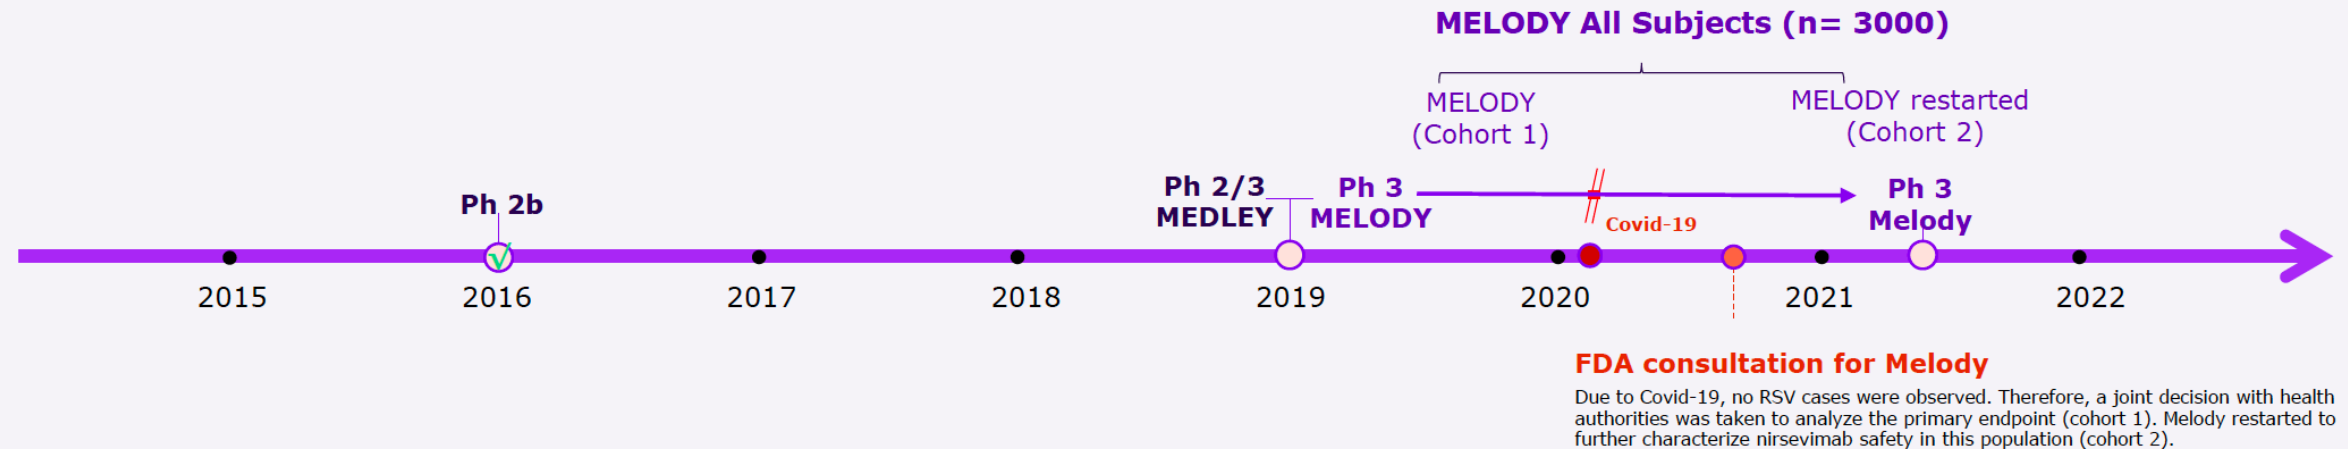 MELODY All Subjects (n= 3000)
MELODY
(Cohort 1)
MELODY restarted
(Cohort 2)
Ph 2b
√
Ph 2/3
MEDLEY
Ph 3
MELODY
Covid-19
Ph 3
Melody
2015
2016
2017
2018
2019
2020
2021
2022
FDA consultation for Melody
Due to Covid-19, no RSV cases were observed. Therefore, a joint decision with health
authorities was taken to analyze the primary endpoint (cohort 1). Melody restarted to
further characterize nirsevimab safety in this population (cohort 2).